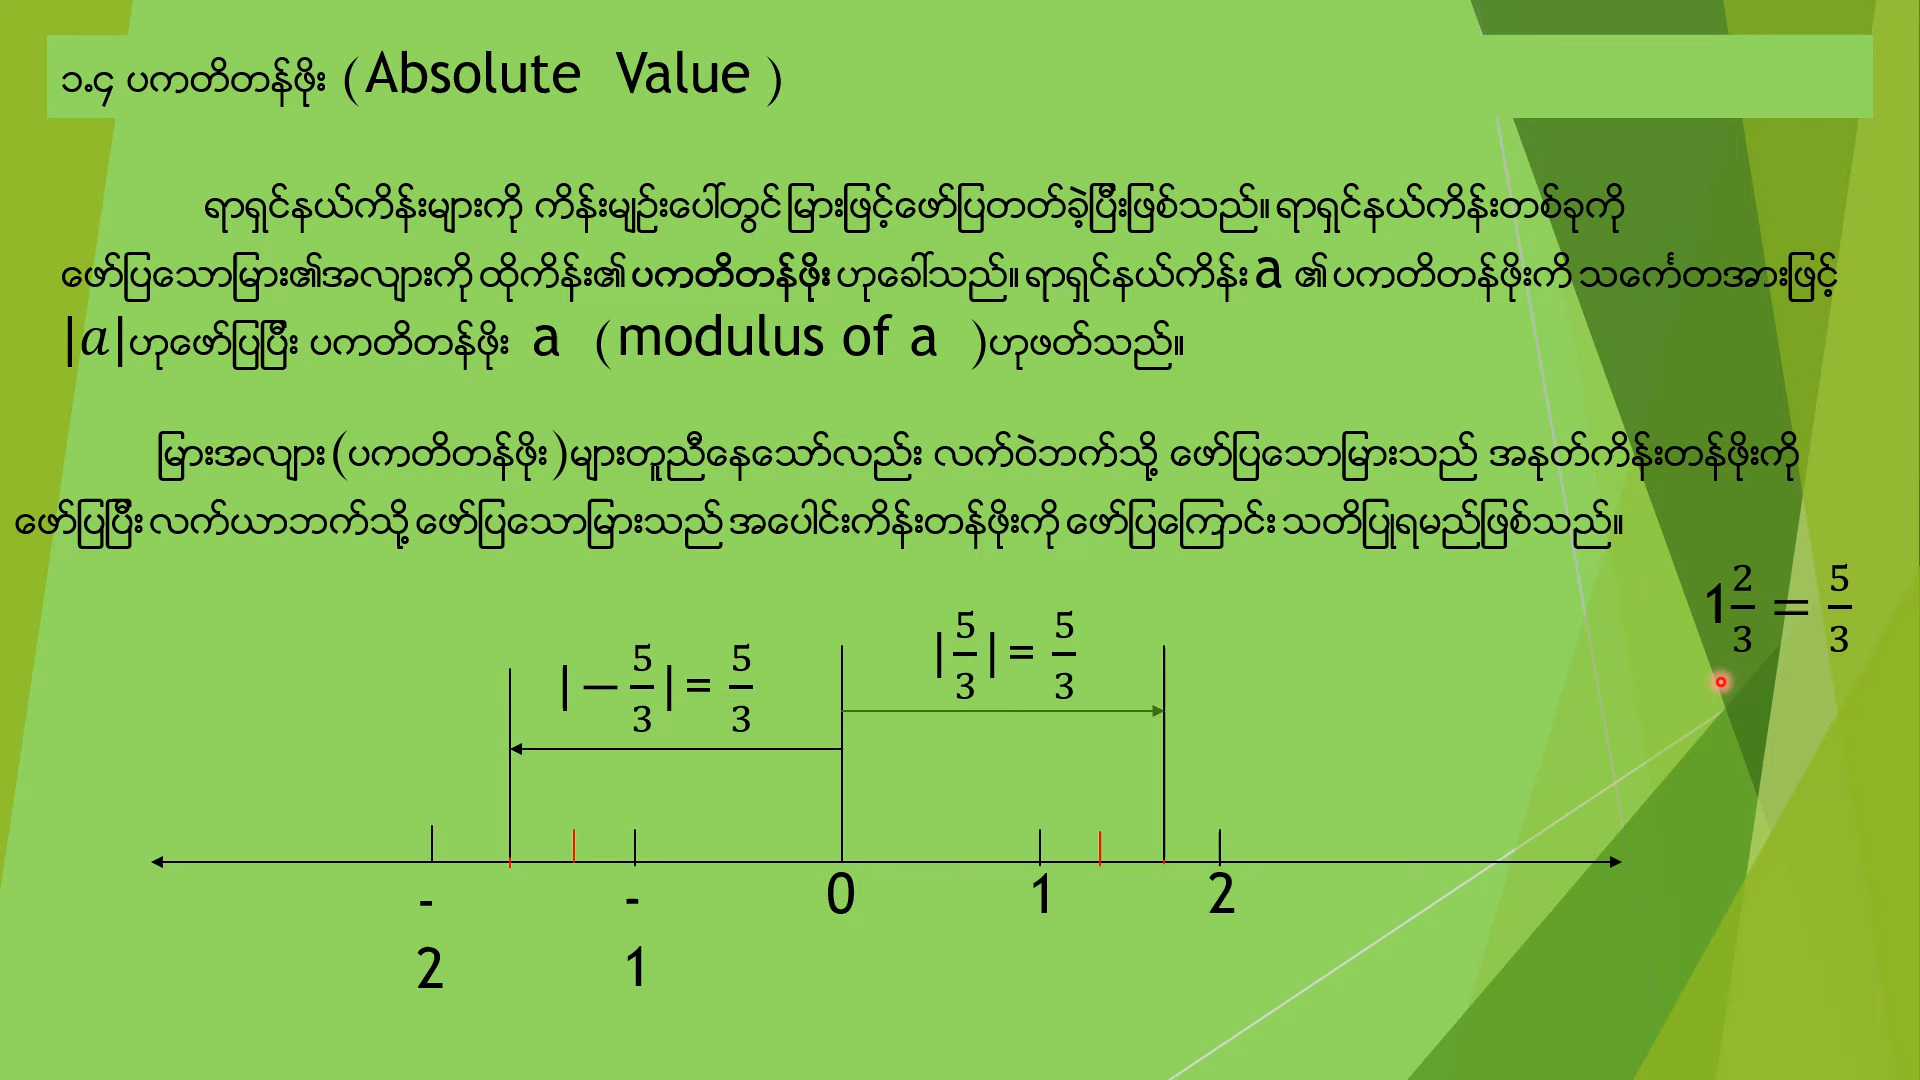 ၁.၄ ပကတိတန်ဖိုး (Absolute Value)
ရာရှင်နယ်ကိန်းများကို ကိန်းမျဉ်းပေါ်တွင် မြားဖြင့်ဖော်ပြတတ်ခဲ့ပြီးဖြစ်သည်။ ရာရှင်နယ်ကိန်းတစ်ခုကို
ဖော်ပြသောမြား၏အလျားကို ထိုကိန်း၏ ပကတိတန်ဖိုး ဟုခေါ်သည်။ ရာရှင်နယ်ကိန်း a ၏ ပကတိတန်ဖိုးကိ သင်္ကေတအားဖြင့်
|a| ဟုဖော်ပြပြီး ပကတိတန်ဖိုး a (modulus of a )ဟုဖတ်သည်။
မြားအလျား(ပကတိတန်ဖိုး)များတူညီနေသော်လည်း လက်ဝဲဘက်သို့ ဖော်ပြသောမြားသည် အနုတ်ကိန်းတန်ဖိုးကို
ဖော်ပြပြီး လက်ယာဘက်သို့ ဖော်ပြသောမြားသည် အပေါင်းကိန်းတန်ဖိုးကို ဖော်ပြကြောင်း သတိပြုရမည်ဖြစ်သည်။
1 2/3 = 5/3
|−5/3| = 5/3
|5/3| = 5/3
-2 -1 0 1 2